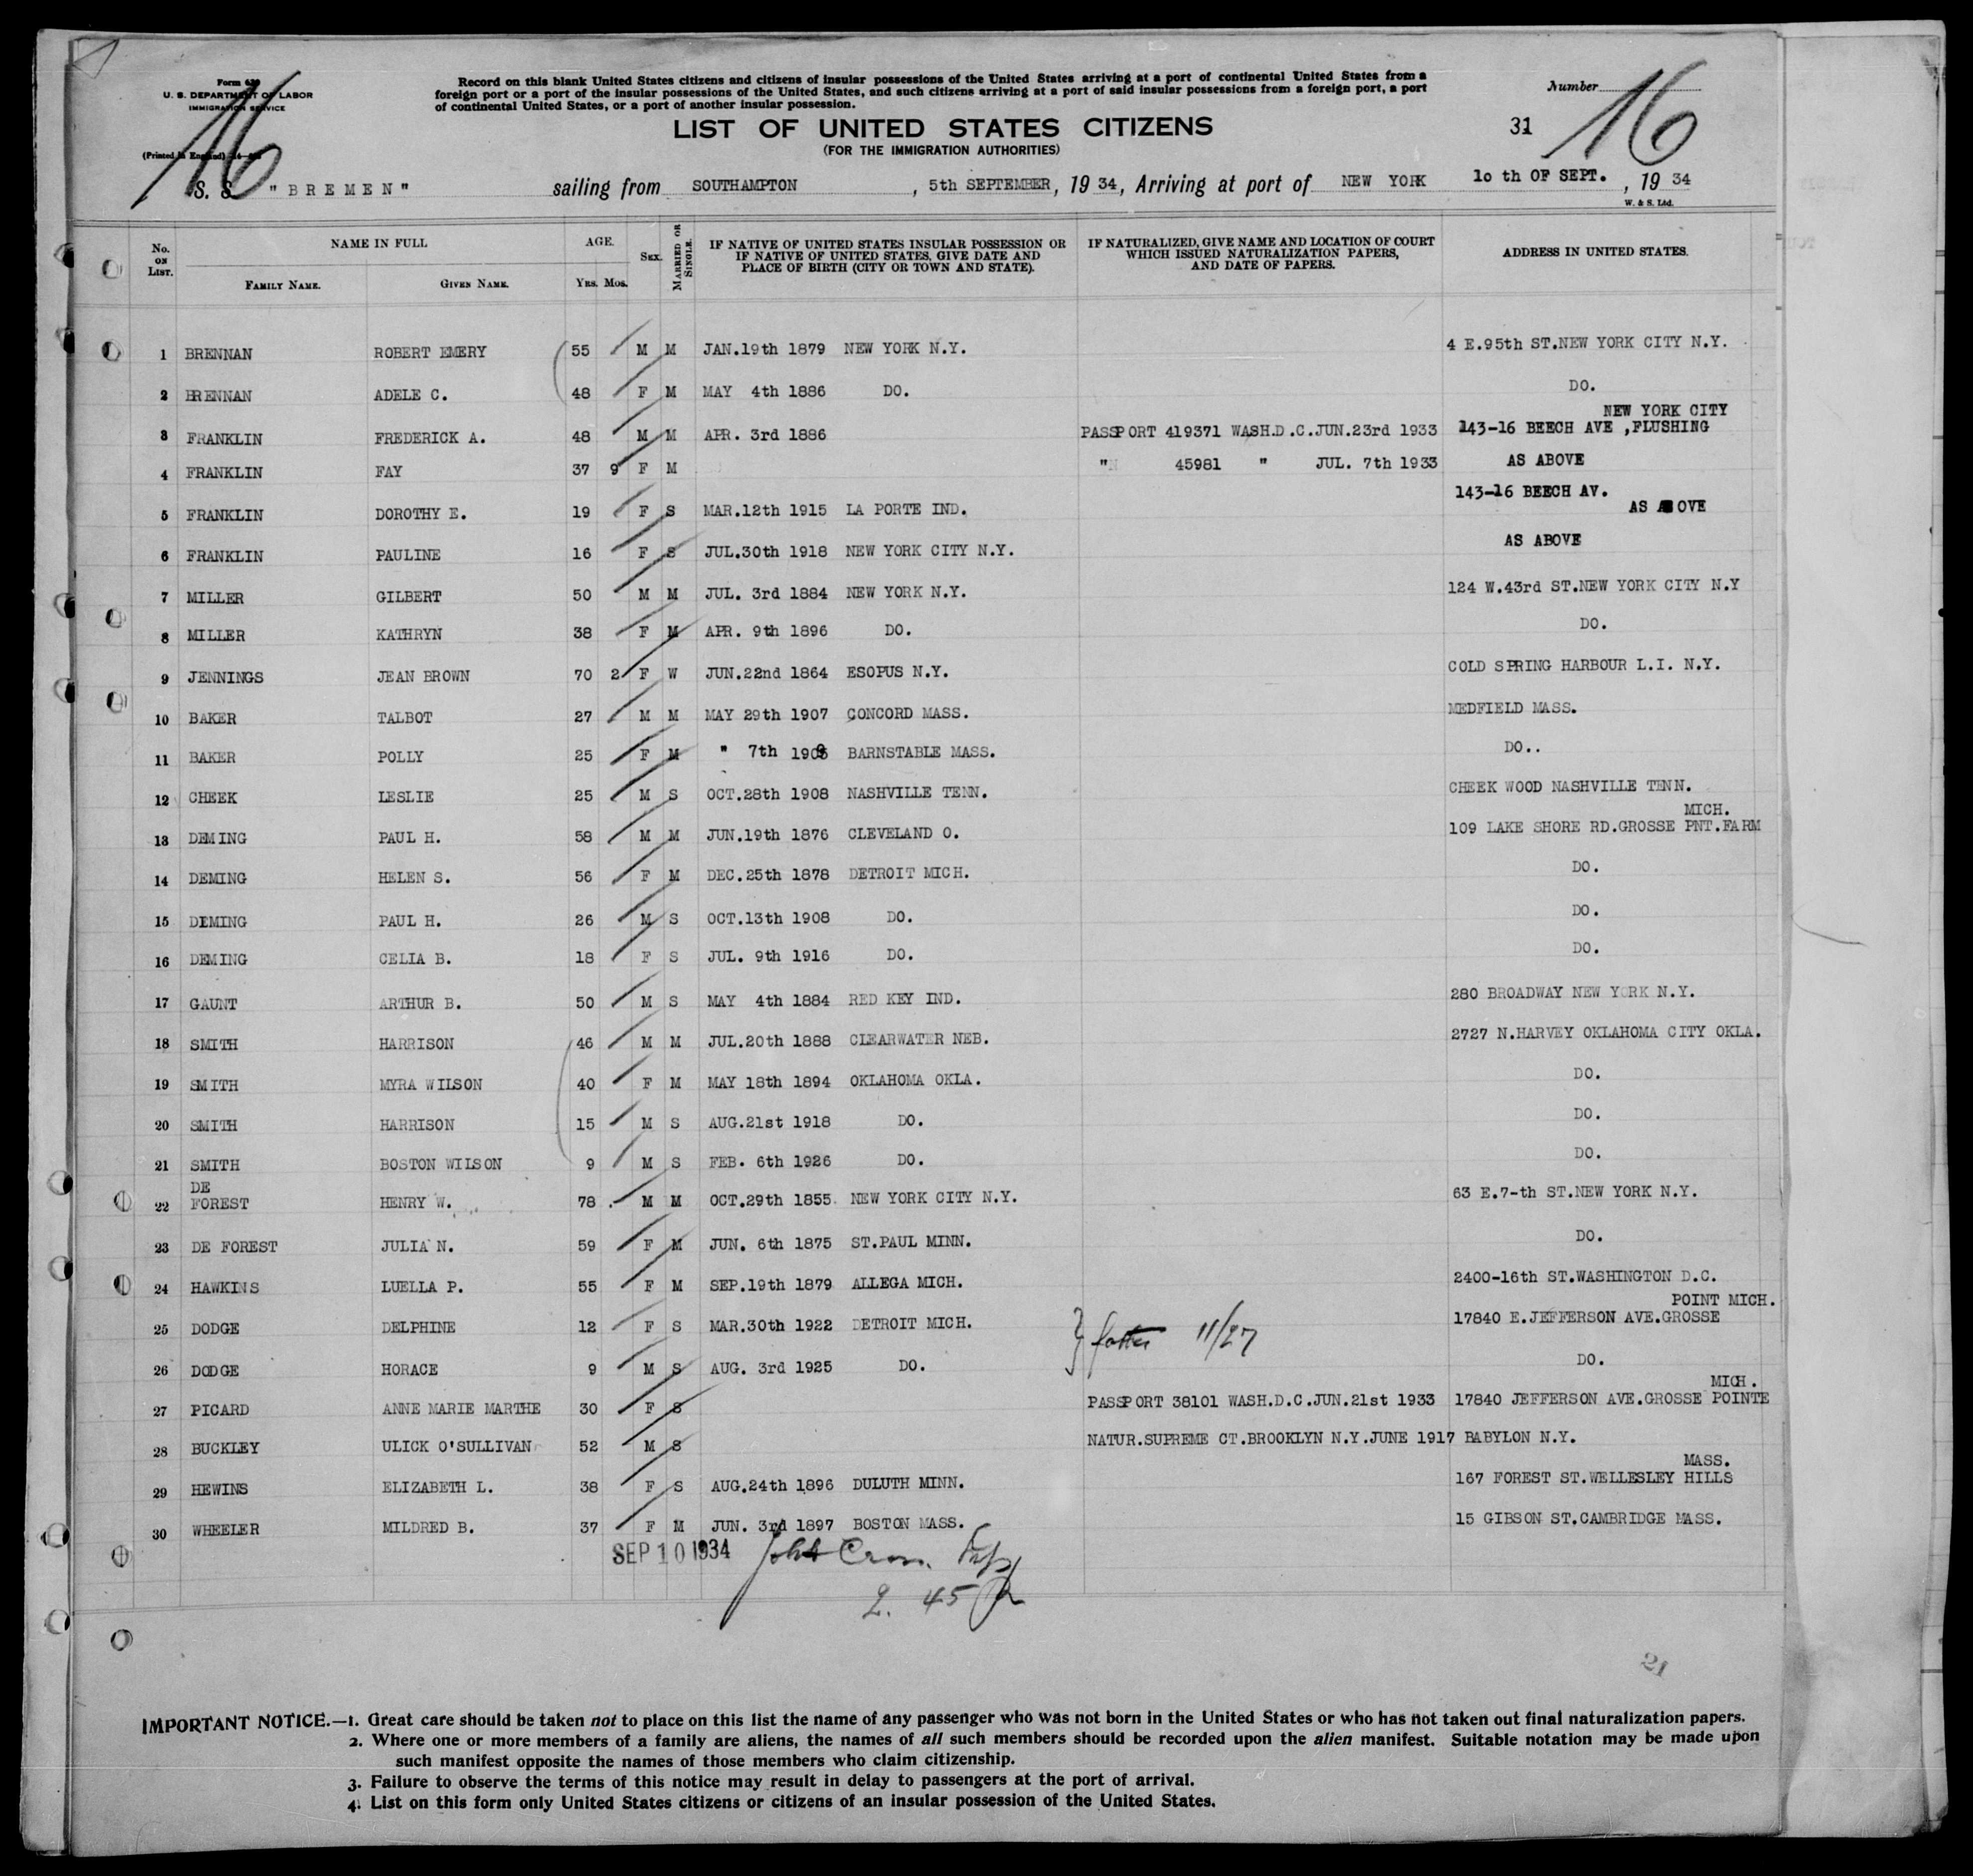 Form 630
U. S. DEPARTMENT OF LABOR
IMMIGRATION SERVICE
(Printed in England)
16
Record on this blank United States citizens and citizens of insular possessions of the United States arriving at a port of continental United States from a
foreign port or a port of the insular possessions of the United States, and such citizens arriving at a port of said insular possessions from a foreign port, a port
of continental United States, or a port of another insular possession.
Number
LIST OF UNITED STATES CITIZENS
(FOR THE IMMIGRATION AUTHORITIES)
31
16
S. S. "BREMEN" sailing from SOUTHAMPTON , 5th SEPTEMBER, 19 34, Arriving at port of NEW YORK 10 th OF SEPT. , 19 34
W. & S. Ltd.
No. ON LIST. NAME IN FULL FAMILY NAME. GIVEN NAME. AGE. YRS. MOS. SEX. MARRIED OR SINGLE. IF NATIVE OF UNITED STATES INSULAR POSSESSION OR IF NATIVE OF UNITED STATES, GIVE DATE AND PLACE OF BIRTH (CITY OR TOWN AND STATE). IF NATURALIZED, GIVE NAME AND LOCATION OF COURT WHICH ISSUED NATURALIZATION PAPERS, AND DATE OF PAPERS. ADDRESS IN UNITED STATES.
1 BRENNAN ROBERT EMERY 55 M M JAN.19th 1879 NEW YORK N.Y. 4 E.95th ST.NEW YORK CITY N.Y.
2 BRENNAN ADELE C. 48 F M MAY 4th 1886 DO. DO.
NEW YORK CITY
3 FRANKLIN FREDERICK A. 48 M M APR. 3rd 1886 PASSPORT 419371 WASH.D.C.JUN.23rd 1933 143-16 BEECH AVE ,FLUSHING
4 FRANKLIN FAY 37 9 F M " 45981 " JUL. 7th 1933 AS ABOVE
143-16 BEECH AV.
5 FRANKLIN DOROTHY E. 19 F S MAR.12th 1915 LA PORTE IND. AS ABOVE
6 FRANKLIN PAULINE 16 F S JUL.30th 1918 NEW YORK CITY N.Y. AS ABOVE
7 MILLER GILBERT 50 M M JUL. 3rd 1884 NEW YORK N.Y. 124 W.43rd ST.NEW YORK CITY N.Y
8 MILLER KATHRYN 38 F M APR. 9th 1896 DO. DO.
9 JENNINGS JEAN BROWN 70 2 F W JUN.22nd 1864 ESOPUS N.Y. COLD SPRING HARBOUR L.I. N.Y.
10 BAKER TALBOT 27 M M MAY 29th 1907 CONCORD MASS. MEDFIELD MASS.
11 BAKER POLLY 25 F M " 7th 1909 BARNSTABLE MASS. DO..
12 CHEEK LESLIE 25 M S OCT.28th 1908 NASHVILLE TENN. CHEEK WOOD NASHVILLE TENN.
MICH.
13 DEMING PAUL H. 58 M M JUN.19th 1876 CLEVELAND O. 109 LAKE SHORE RD.GROSSE PNT.FARM
14 DEMING HELEN S. 56 F M DEC.25th 1878 DETROIT MICH. DO.
15 DEMING PAUL H. 26 M S OCT.13th 1908 DO. DO.
16 DEMING CELIA B. 18 F S JUL. 9th 1916 DO. DO.
17 GAUNT ARTHUR B. 50 M S MAY 4th 1884 RED KEY IND. 280 BROADWAY NEW YORK N.Y.
18 SMITH HARRISON 46 M M JUL.20th 1888 CLEARWATER NEB. 2727 N.HARVEY OKLAHOMA CITY OKLA.
19 SMITH MYRA WILSON 40 F M MAY 18th 1894 OKLAHOMA OKLA. DO.
20 SMITH HARRISON 15 M S AUG.21st 1918 DO. DO.
21 SMITH BOSTON WILSON 9 M S FEB. 6th 1926 DO. DO.
DE
22 FOREST HENRY W. 78 M M OCT.29th 1855 NEW YORK CITY N.Y. 63 E.7-th ST.NEW YORK N.Y.
23 DE FOREST JULIA N. 59 F M JUN. 6th 1875 ST.PAUL MINN. DO.
24 HAWKINS LUELLA P. 55 F M SEP.19th 1879 ALLEGA MICH. 2400-16th ST.WASHINGTON D.C.
POINT MICH.
25 DODGE DELPHINE 12 F S MAR.30th 1922 DETROIT MICH. 17840 E.JEFFERSON AVE.GROSSE
11/27
26 DODGE HORACE 9 M S AUG. 3rd 1925 DO. DO.
MICH.
27 PICARD ANNE MARIE MARTHE 30 F S PASSPORT 38101 WASH.D.C.JUN.21st 1933 17840 JEFFERSON AVE.GROSSE POINTE
28 BUCKLEY ULICK O'SULLIVAN 52 M S NATUR.SUPREME CT.BROOKLYN N.Y.JUNE 1917 BABYLON N.Y.
MASS.
29 HEWINS ELIZABETH L. 38 F S AUG.24th 1896 DULUTH MINN. 167 FOREST ST.WELLESLEY HILLS
30 WHEELER MILDRED B. 37 F M JUN. 3rd 1897 BOSTON MASS. 15 GIBSON ST.CAMBRIDGE MASS.
SEP 10 1934
45
21
IMPORTANT NOTICE.—1. Great care should be taken not to place on this list the name of any passenger who was not born in the United States or who has not taken out final naturalization papers.
2. Where one or more members of a family are aliens, the names of all such members should be recorded upon the alien manifest. Suitable notation may be made upon
such manifest opposite the names of those members who claim citizenship.
3. Failure to observe the terms of this notice may result in delay to passengers at the port of arrival.
4. List on this form only United States citizens or citizens of an insular possession of the United States.